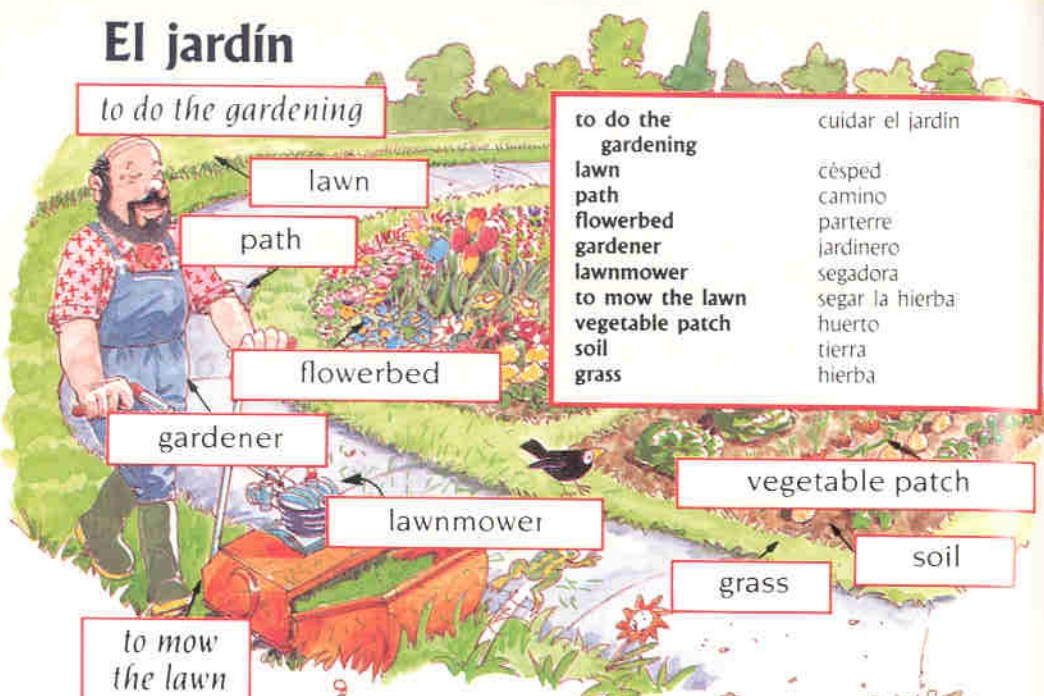 El jardín
to do the gardening
lawn
path
flowerbed
gardener
lawnmower
to mow
the lawn
to do the cuidar el jardín
gardening
lawn césped
path camino
flowerbed parterre
gardener jardinero
lawnmower segadora
to mow the lawn segar la hierba
vegetable patch huerto
soil tierra
grass hierba
vegetable patch
soil
grass